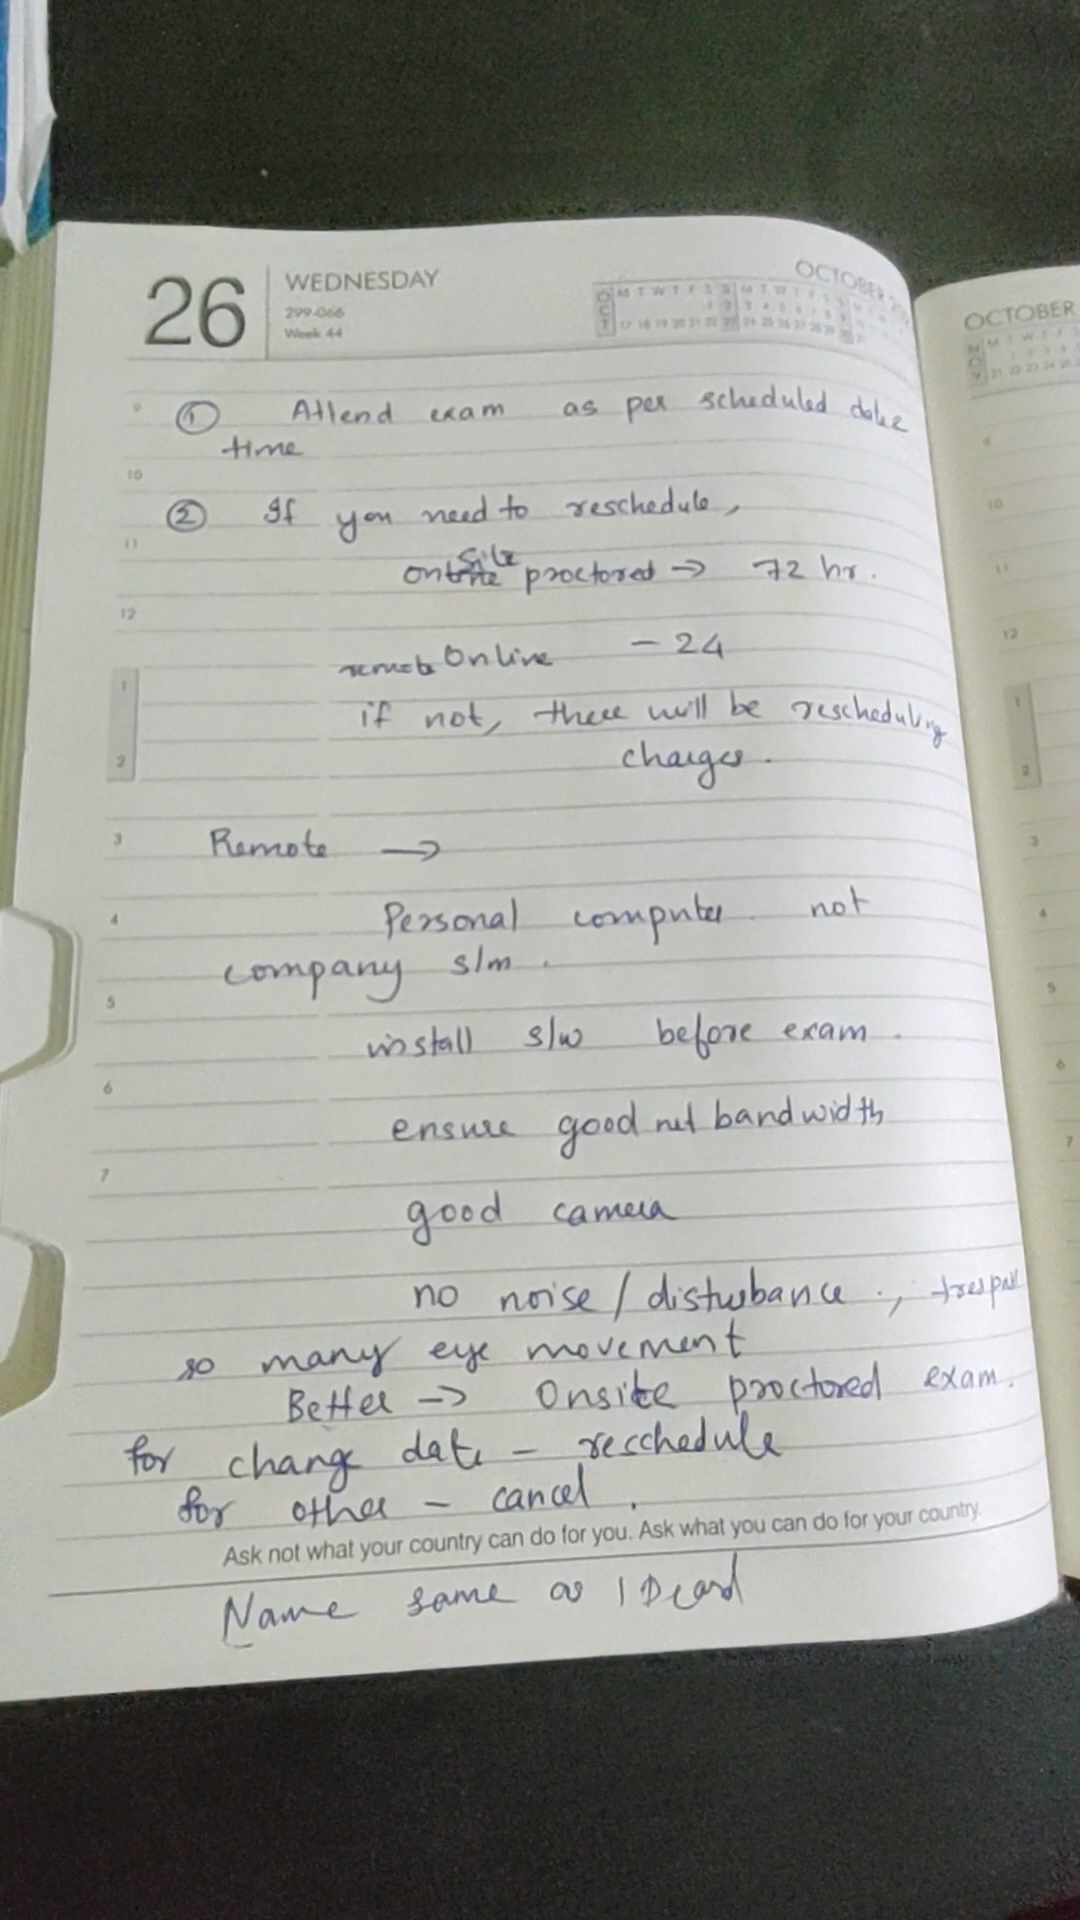 26
WEDNESDAY
299-066
Week 44
OCTOBER
① Attend exam as per scheduled date
time
② If you need to reschedule,
onsite proctored → 72 hr.
remote Online - 24
if not, there will be rescheduling
charges.
Remote →
Personal computer not
company s/m.
install s/w before exam.
ensure good net bandwidth
good camera
no noise / disturbance.,
so many eye movement
Better → Onsite proctored exam.
for change date - reschedule
for other - cancel.
Ask not what your country can do for you. Ask what you can do for your country.
Name same as ID card
OCTOBER